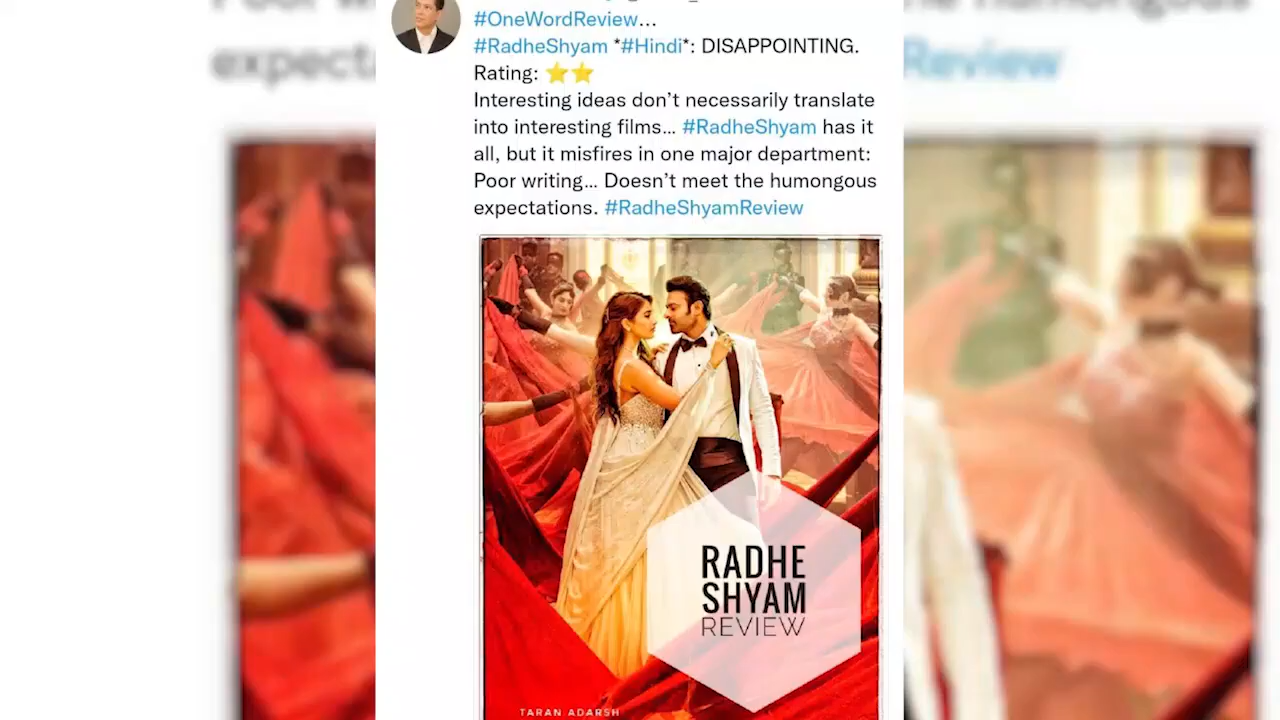 #OneWordReview...
#RadheShyam *#Hindi*: DISAPPOINTING.
Rating: ⭐⭐
Interesting ideas don’t necessarily translate
into interesting films... #RadheShyam has it
all, but it misfires in one major department:
Poor writing... Doesn’t meet the humongous
expectations. #RadheShyamReview
RADHE
SHYAM
REVIEW
TARAN ADARSH